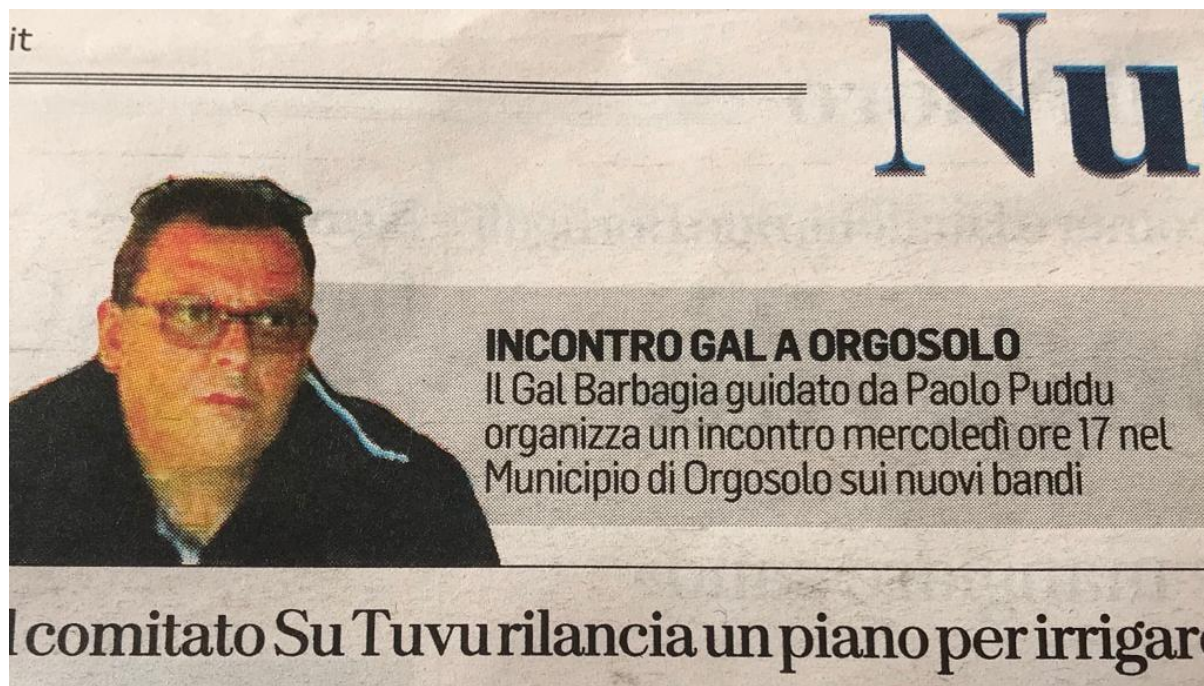 it
Nu
INCONTRO GAL A ORGOSOLO
Il Gal Barbagia guidato da Paolo Puddu
organizza un incontro mercoledì ore 17 nel
Municipio di Orgosolo sui nuovi bandi
l comitato Su Tuvu rilancia un piano per irrigar